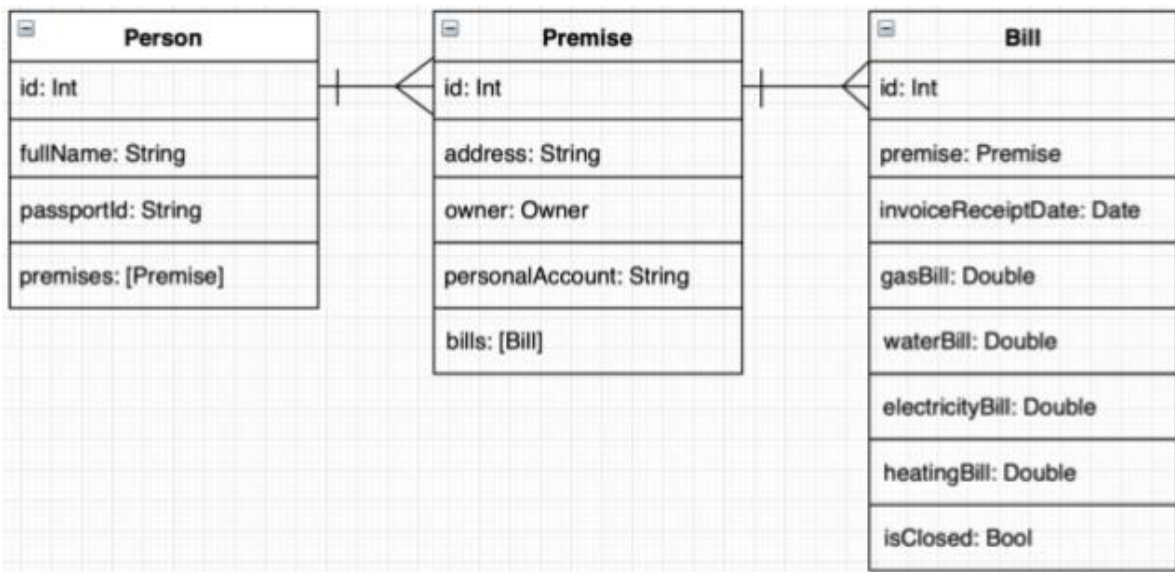 Person
id: Int
fullName: String
passportId: String
premises: [Premise]
Premise
id: Int
address: String
owner: Owner
personalAccount: String
bills: [Bill]
Bill
id: Int
premise: Premise
invoiceReceiptDate: Date
gasBill: Double
waterBill: Double
electricityBill: Double
heatingBill: Double
isClosed: Bool